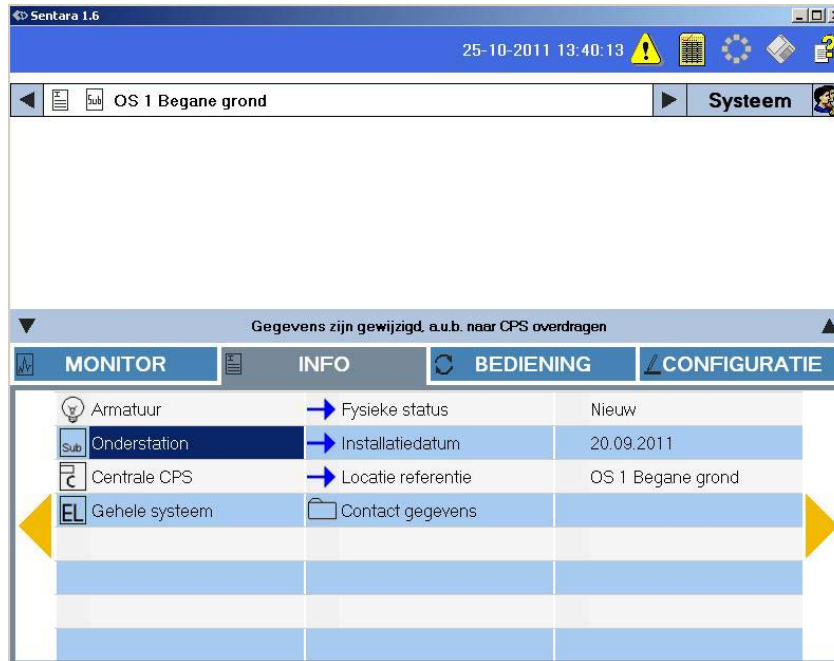 Sentara 1.6
25-10-2011 13:40:13
Sub OS 1 Begane grond Systeem
Gegevens zijn gewijzigd, a.u.b. naar CPS overdragen
MONITOR INFO BEDIENING CONFIGURATIE
Armatuur Fysieke status Nieuw
Sub Onderstation Installatiedatum 20.09.2011
C Centrale CPS Locatie referentie OS 1 Begane grond
EL Gehele systeem Contact gegevens